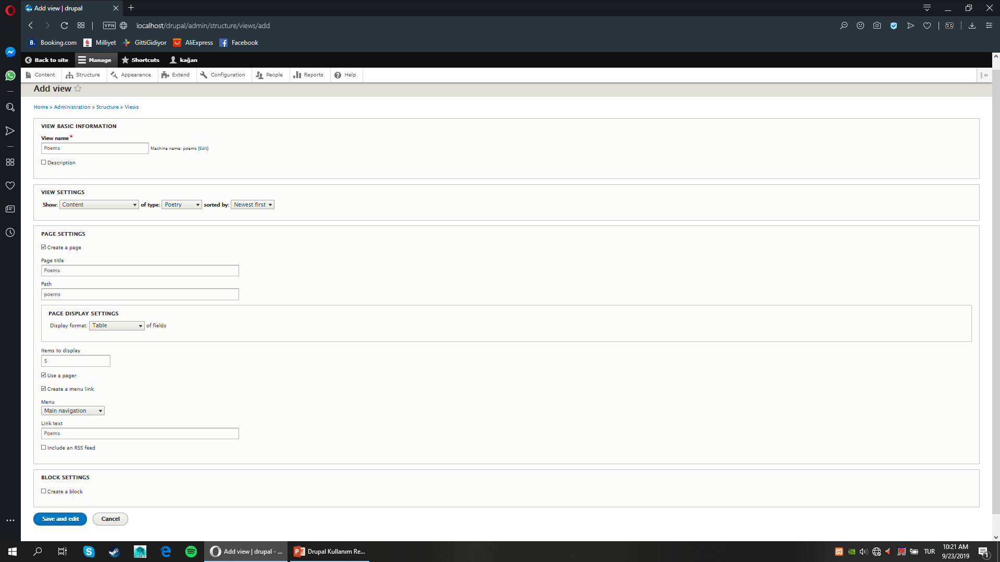 Add view | drupal
VPN localhost/drupal/admin/structure/views/add
B. Booking.com Milliyet GittiGidiyor AliExpress Facebook
Back to site Manage Shortcuts kağan
Content Structure Appearance Extend Configuration People Reports Help
Add view
Home » Administration » Structure » Views
VIEW BASIC INFORMATION
View name *
Poems Machine name: poems [Edit]
Description
VIEW SETTINGS
Show: Content of type: Poetry sorted by: Newest first
PAGE SETTINGS
Create a page
Page title
Poems
Path
poems
PAGE DISPLAY SETTINGS
Display format: Table of fields
Items to display
5
Use a pager
Create a menu link
Menu
Main navigation
Link text
Poems
Include an RSS feed
BLOCK SETTINGS
Create a block
Save and edit Cancel
Add view | drupal - ... Drupal Kullanım Re... TUR 10:21 AM
9/23/2019 1